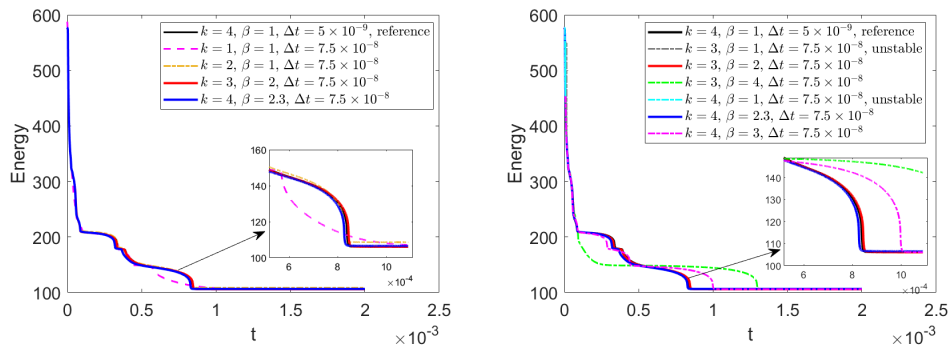 600
500
400
300
200
100
Energy
k = 4, β = 1, Δt = 5 × 10⁻⁹, reference
k = 1, β = 1, Δt = 7.5 × 10⁻⁸
k = 2, β = 1, Δt = 7.5 × 10⁻⁸
k = 3, β = 2, Δt = 7.5 × 10⁻⁸
k = 4, β = 2.3, Δt = 7.5 × 10⁻⁸
160
140
120
100
6 8 10
×10⁻⁴
0 0.5 1 1.5 2 2.5
t
×10⁻³
600
500
400
300
200
100
Energy
k = 4, β = 1, Δt = 5 × 10⁻⁹, reference
k = 3, β = 1, Δt = 7.5 × 10⁻⁸, unstable
k = 3, β = 2, Δt = 7.5 × 10⁻⁸
k = 3, β = 4, Δt = 7.5 × 10⁻⁸
k = 4, β = 1, Δt = 7.5 × 10⁻⁸, unstable
k = 4, β = 2.3, Δt = 7.5 × 10⁻⁸
k = 4, β = 3, Δt = 7.5 × 10⁻⁸
140
130
120
110
100
6 8 10
×10⁻⁴
0 0.5 1 1.5 2 2.5
t
×10⁻³